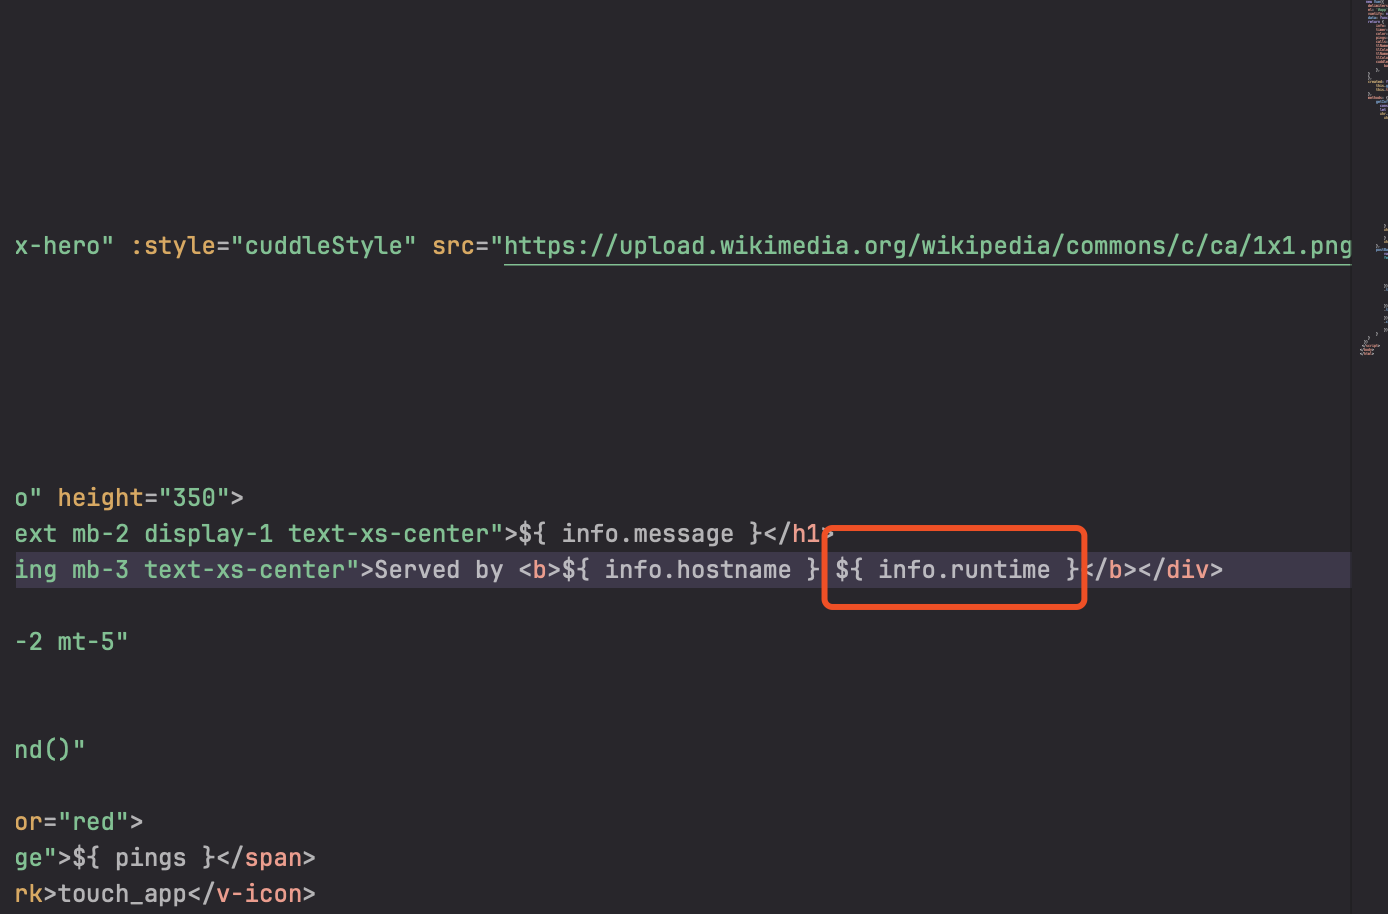 x-hero" :style="cuddleStyle" src="https://upload.wikimedia.org/wikipedia/commons/c/ca/1x1.png
o" height="350">
ext mb-2 display-1 text-xs-center">${ info.message }</h1>
ing mb-3 text-xs-center">Served by <b>${ info.hostname } ${ info.runtime }</b></div>
-2 mt-5"
nd()"
or="red">
ge">${ pings }</span>
rk>touch_app</v-icon>